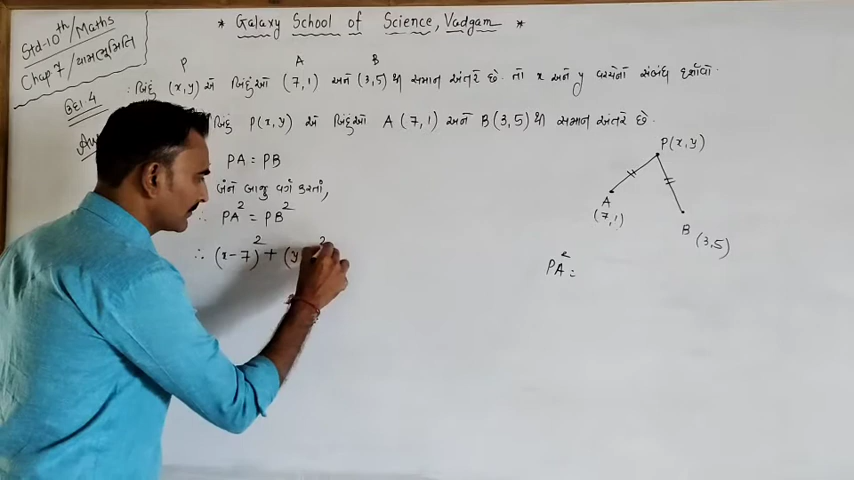 * Galaxy School of Science, Vadgam *
Std-10th/Maths
Chap. 7/યામભૂમિતિ
ઉદા. 4
P A B
: બિંદુ (x,y) એ બિંદુઓ (7,1) અને (3,5) થી સમાન અંતરે છે. તો x અને y વચ્ચેનો સંબંધ દર્શાવો.
બિંદુ P(x,y) એ બિંદુઓ A(7,1) અને B(3,5) થી સમાન અંતરે છે.
PA = PB
બંને બાજુ વર્ગ કરતાં,
∴ PA² = PB²
∴ (x-7)² + (y ²
P(x,y)
A
(7,1)
B (3,5)
PA² =